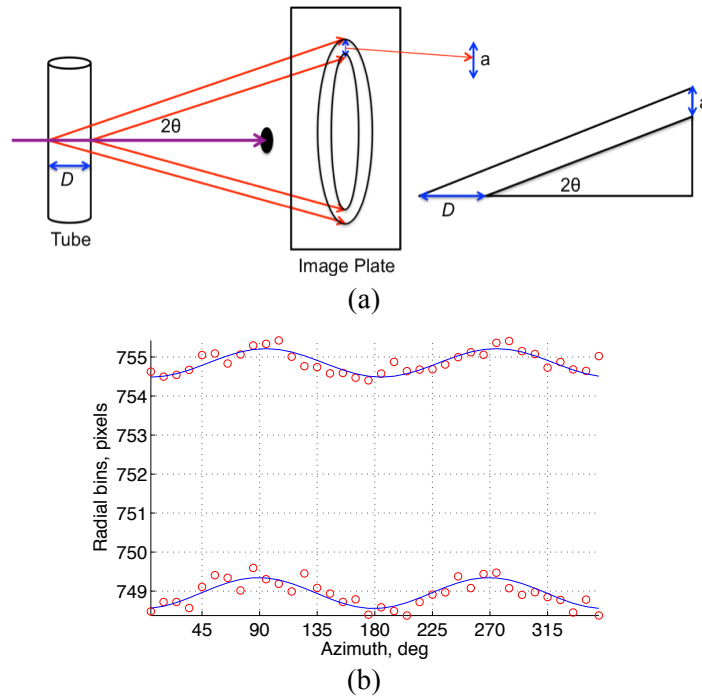 a
2θ
D
Tube
Image Plate
a
2θ
D
(a)
755
754
753
752
751
750
749
Radial bins, pixels
45 90 135 180 225 270 315
Azimuth, deg
(b)